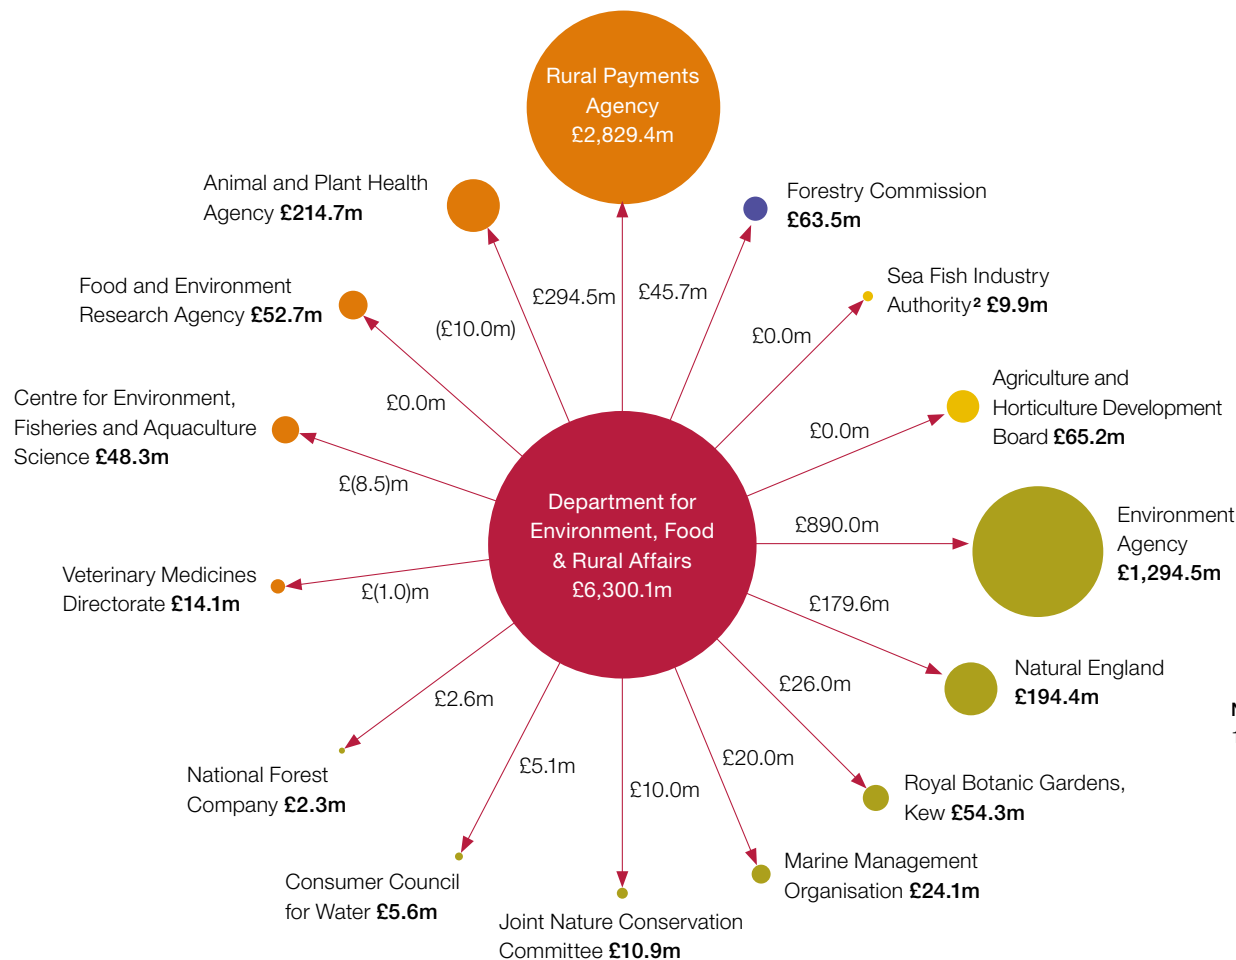 Rural Payments
Agency
£2,829.4m
Animal and Plant Health
Agency £214.7m
Forestry Commission
£63.5m
Food and Environment
Research Agency £52.7m
Sea Fish Industry
Authority² £9.9m
£294.5m
£45.7m
(£10.0m)
£0.0m
Centre for Environment,
Fisheries and Aquaculture
Science £48.3m
£0.0m
Agriculture and
Horticulture Development
Board £65.2m
£0.0m
£(8.5)m
Department for
Environment, Food
& Rural Affairs
£6,300.1m
£890.0m
Environment
Agency
£1,294.5m
Veterinary Medicines
Directorate £14.1m
£(1.0)m
£179.6m
Natural England
£194.4m
£2.6m
£26.0m
National Forest
Company £2.3m
£5.1m
£10.0m
£20.0m
Royal Botanic Gardens,
Kew £54.3m
Consumer Council
for Water £5.6m
Marine Management
Organisation £24.1m
Joint Nature Conservation
Committee £10.9m